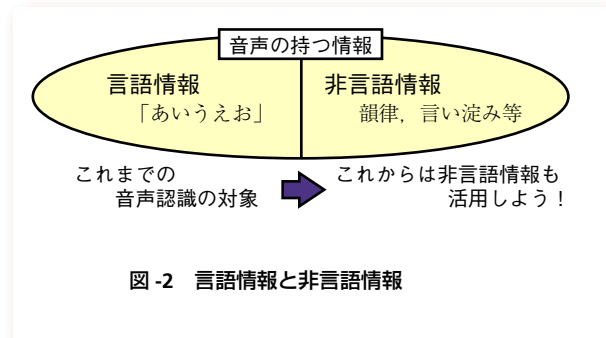 音声の持つ情報
言語情報
「あいうえお」
非言語情報
韻律，言い淀み等
これまでの
音声認識の対象
これからは非言語情報も
活用しよう！
図-2　言語情報と非言語情報